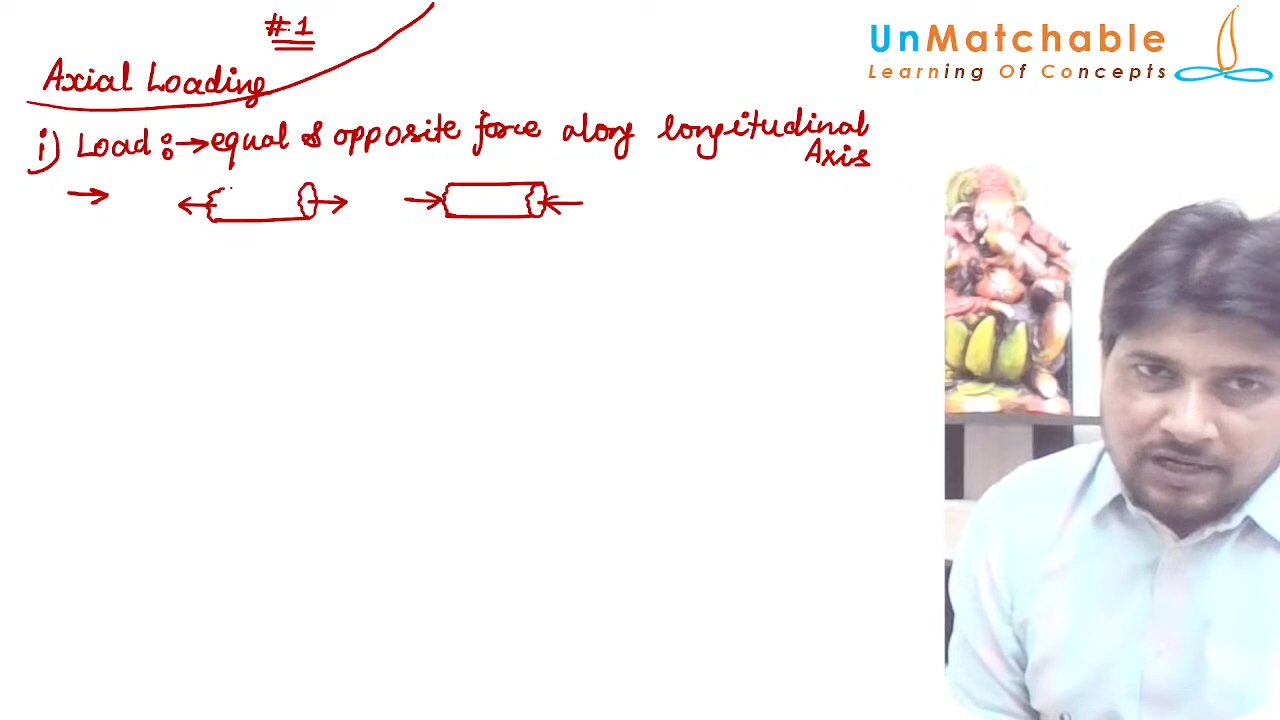 #1
UnMatchable
Learning Of Concepts
Axial Loading
i) Load :→ equal & opposite force along longitudinal
Axis